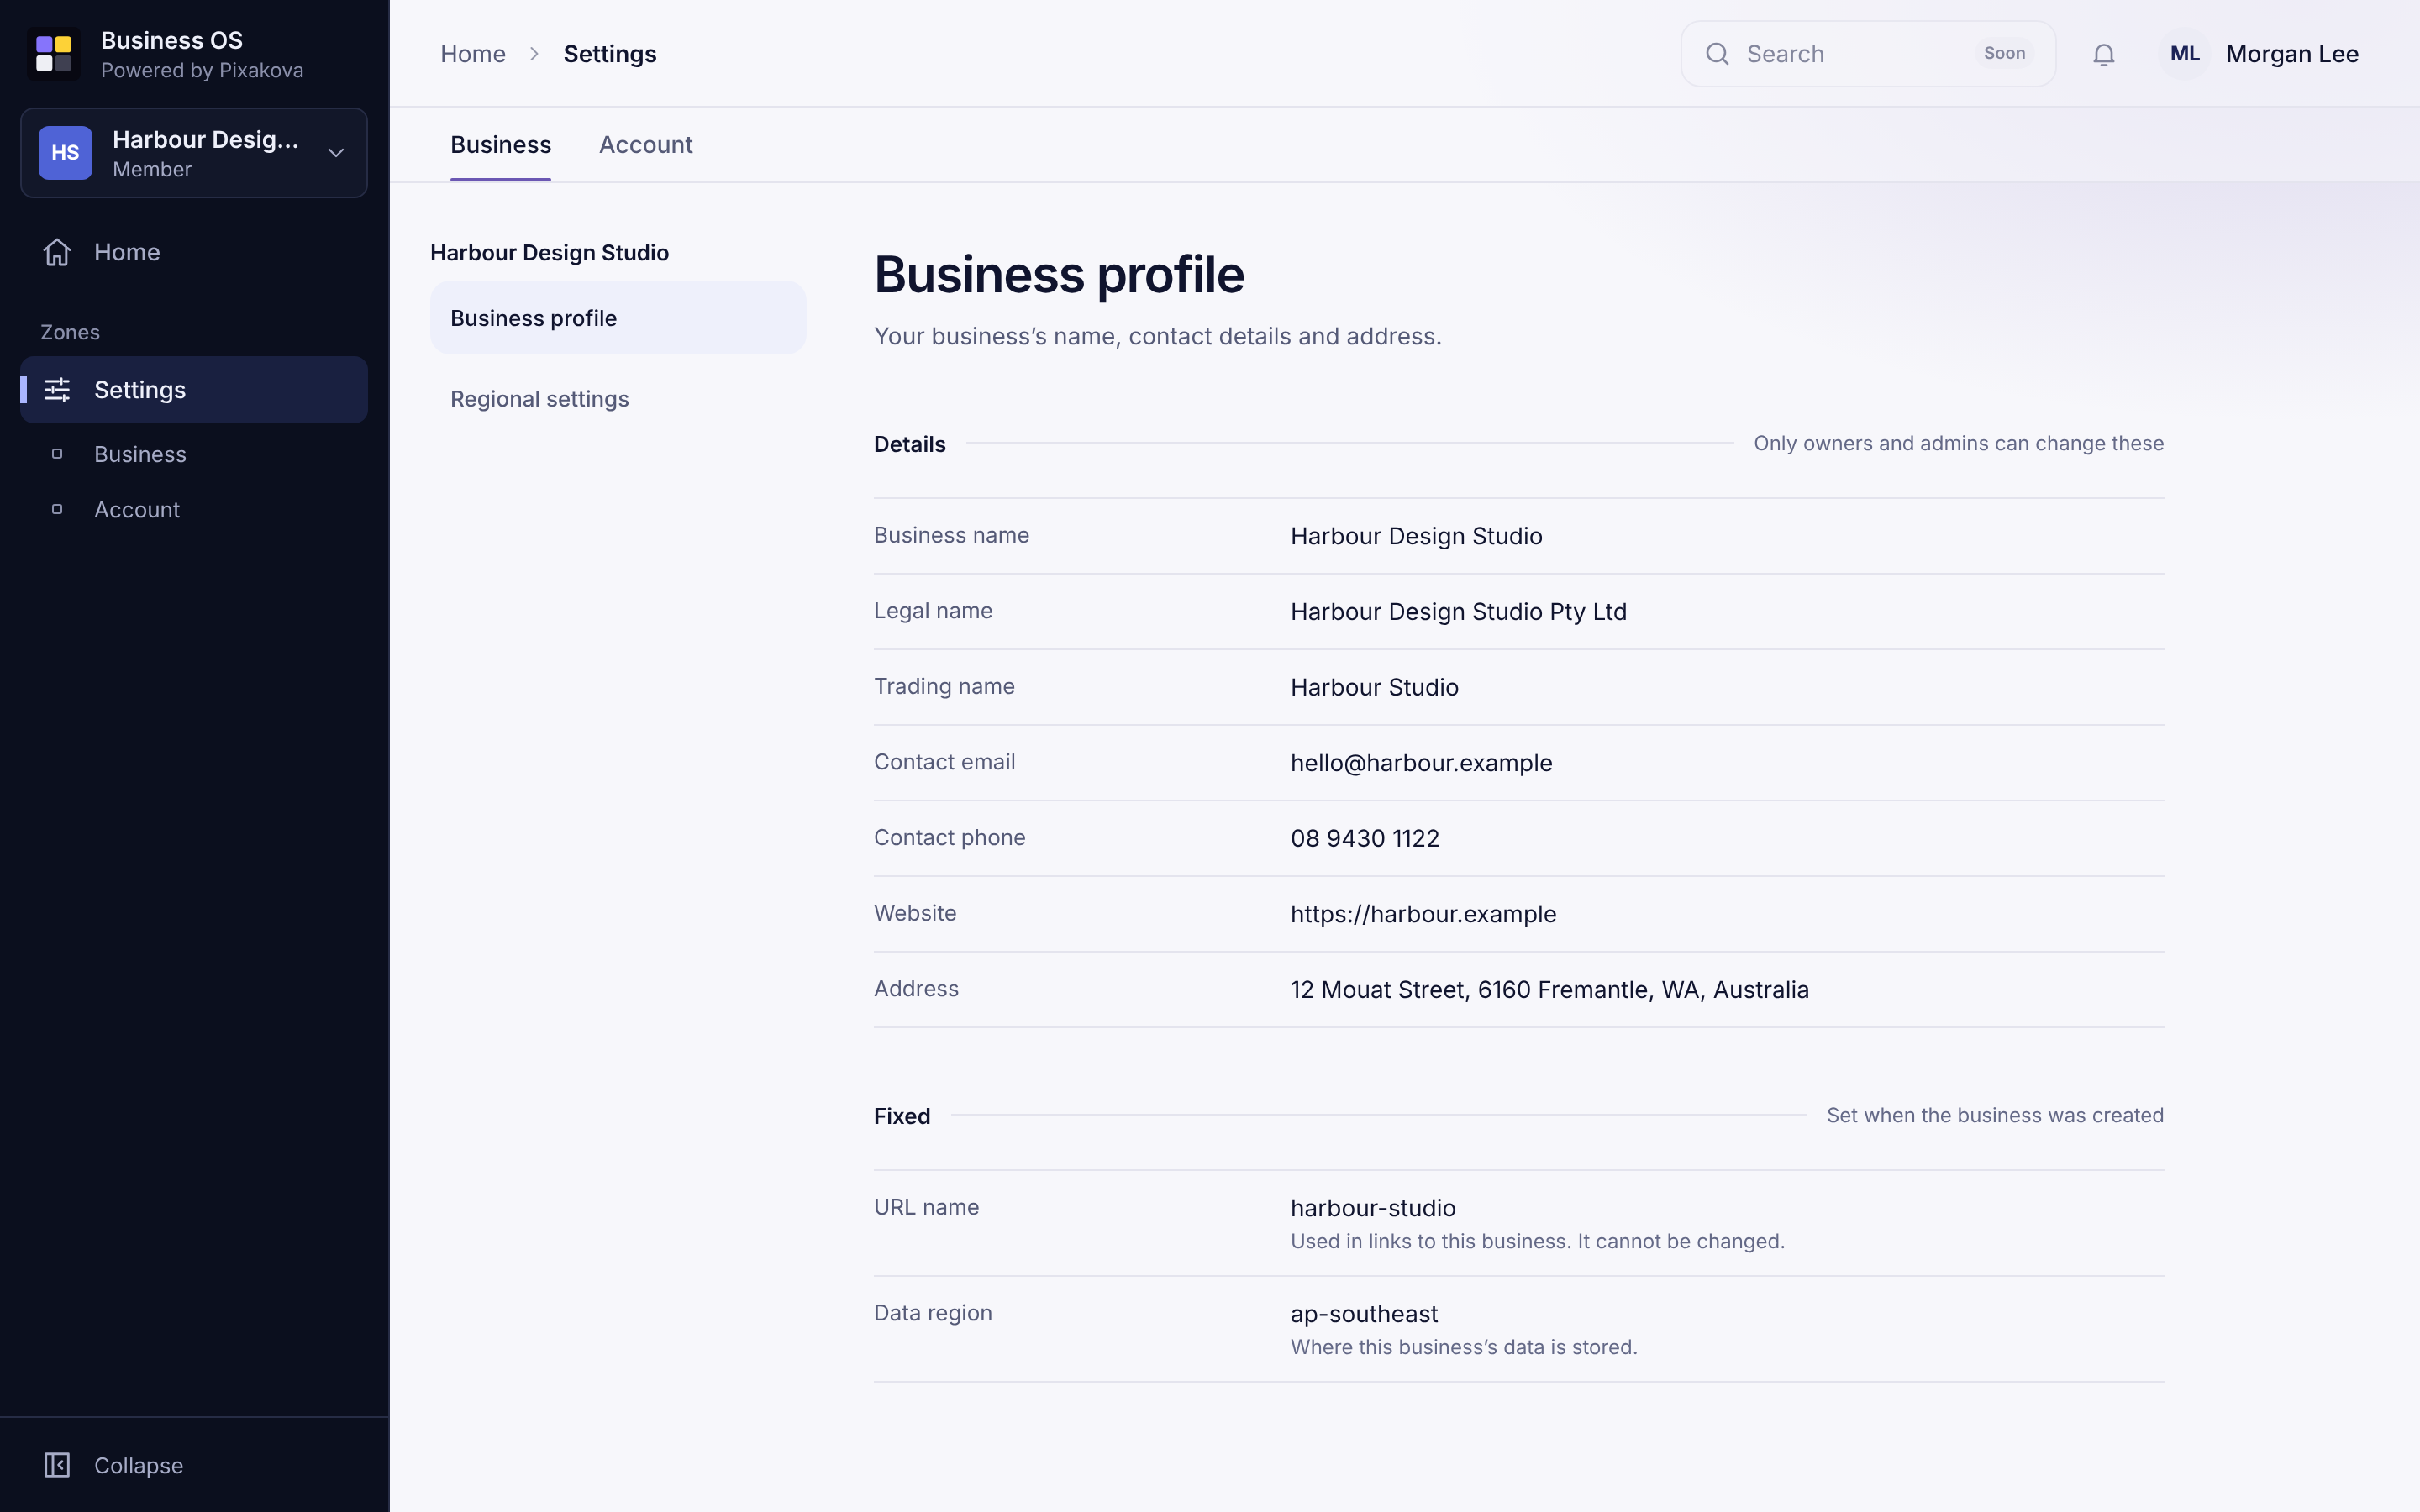 Business OS
Powered by Pixakova
HS
Harbour Desig...
Member
Home
Zones
Settings
Business
Account
Collapse
Home
Settings
Search
Soon
ML
Morgan Lee
Business
Account
Harbour Design Studio
Business profile
Regional settings
Business profile
Your business’s name, contact details and address.
Details
Only owners and admins can change these
Business name
Harbour Design Studio
Legal name
Harbour Design Studio Pty Ltd
Trading name
Harbour Studio
Contact email
hello@harbour.example
Contact phone
08 9430 1122
Website
https://harbour.example
Address
12 Mouat Street, 6160 Fremantle, WA, Australia
Fixed
Set when the business was created
URL name
harbour-studio
Used in links to this business. It cannot be changed.
Data region
ap-southeast
Where this business’s data is stored.